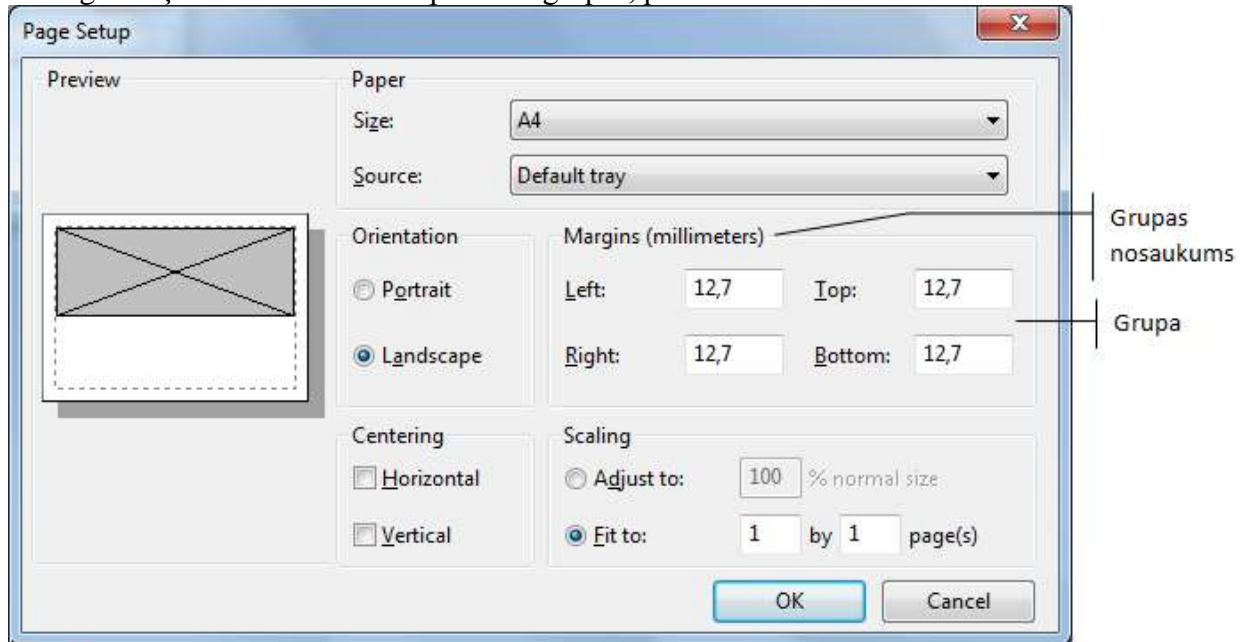 Page Setup
Preview
Paper
Size:
A4
Source:
Default tray
Orientation
Portrait
Landscape
Margins (millimeters)
Left: 12,7 Top: 12,7
Right: 12,7 Bottom: 12,7
Centering
Horizontal
Vertical
Scaling
Adjust to: 100 % normal size
Fit to: 1 by 1 page(s)
OK Cancel
Grupas
nosaukums
Grupa